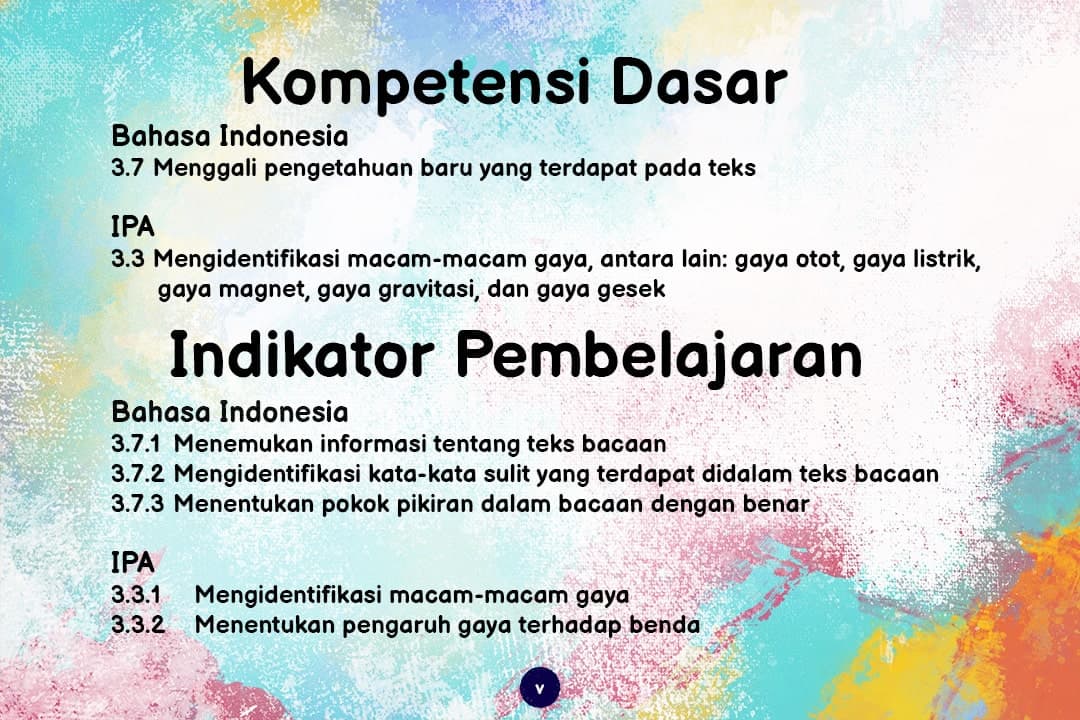 Kompetensi Dasar
Bahasa Indonesia
3.7 Menggali pengetahuan baru yang terdapat pada teks
IPA
3.3 Mengidentifikasi macam-macam gaya, antara lain: gaya otot, gaya listrik,
gaya magnet, gaya gravitasi, dan gaya gesek
Indikator Pembelajaran
Bahasa Indonesia
3.7.1 Menemukan informasi tentang teks bacaan
3.7.2 Mengidentifikasi kata-kata sulit yang terdapat didalam teks bacaan
3.7.3 Menentukan pokok pikiran dalam bacaan dengan benar
IPA
3.3.1 Mengidentifikasi macam-macam gaya
3.3.2 Menentukan pengaruh gaya terhadap benda
v